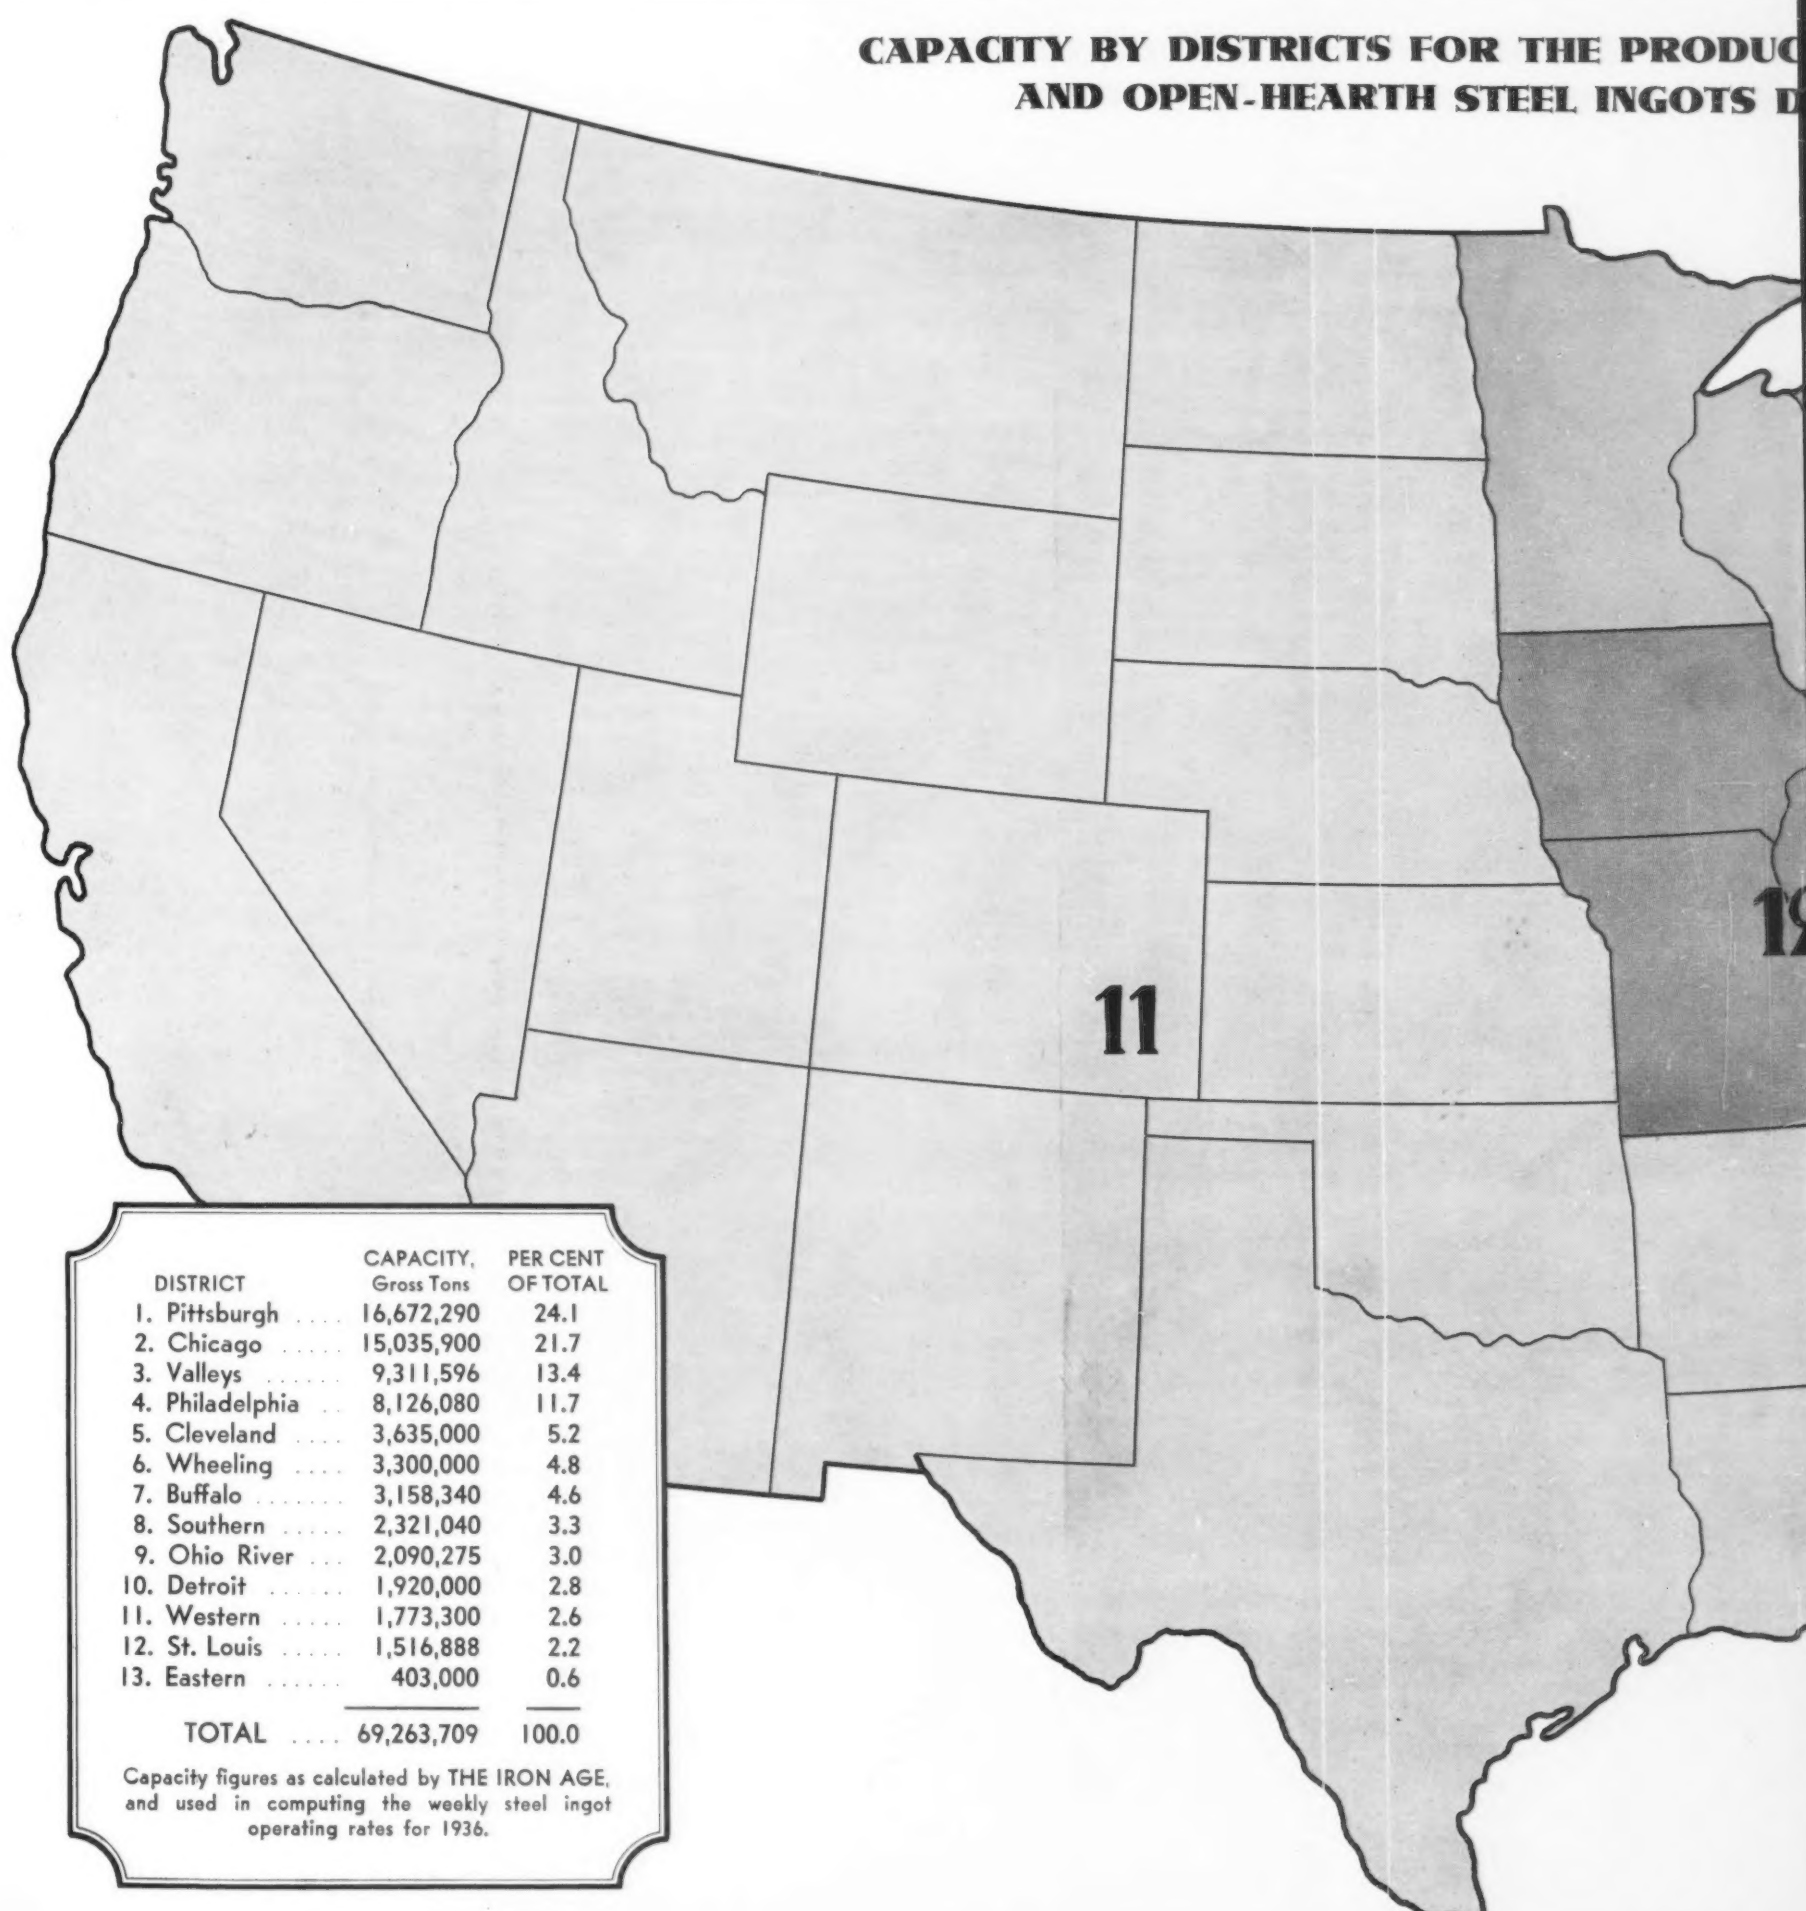 CAPACITY BY DISTRICTS FOR THE PRODUC
AND OPEN-HEARTH STEEL INGOTS D
11
CAPACITY, PER CENT
DISTRICT Gross Tons OF TOTAL
1. Pittsburgh .... 16,672,290 24.1
2. Chicago ..... 15,035,900 21.7
3. Valleys ...... 9,311,596 13.4
4. Philadelphia .. 8,126,080 11.7
5. Cleveland .... 3,635,000 5.2
6. Wheeling .... 3,300,000 4.8
7. Buffalo ....... 3,158,340 4.6
8. Southern ..... 2,321,040 3.3
9. Ohio River ... 2,090,275 3.0
10. Detroit ...... 1,920,000 2.8
11. Western ..... 1,773,300 2.6
12. St. Louis ..... 1,516,888 2.2
13. Eastern ...... 403,000 0.6
TOTAL .... 69,263,709 100.0
Capacity figures as calculated by THE IRON AGE,
and used in computing the weekly steel ingot
operating rates for 1936.